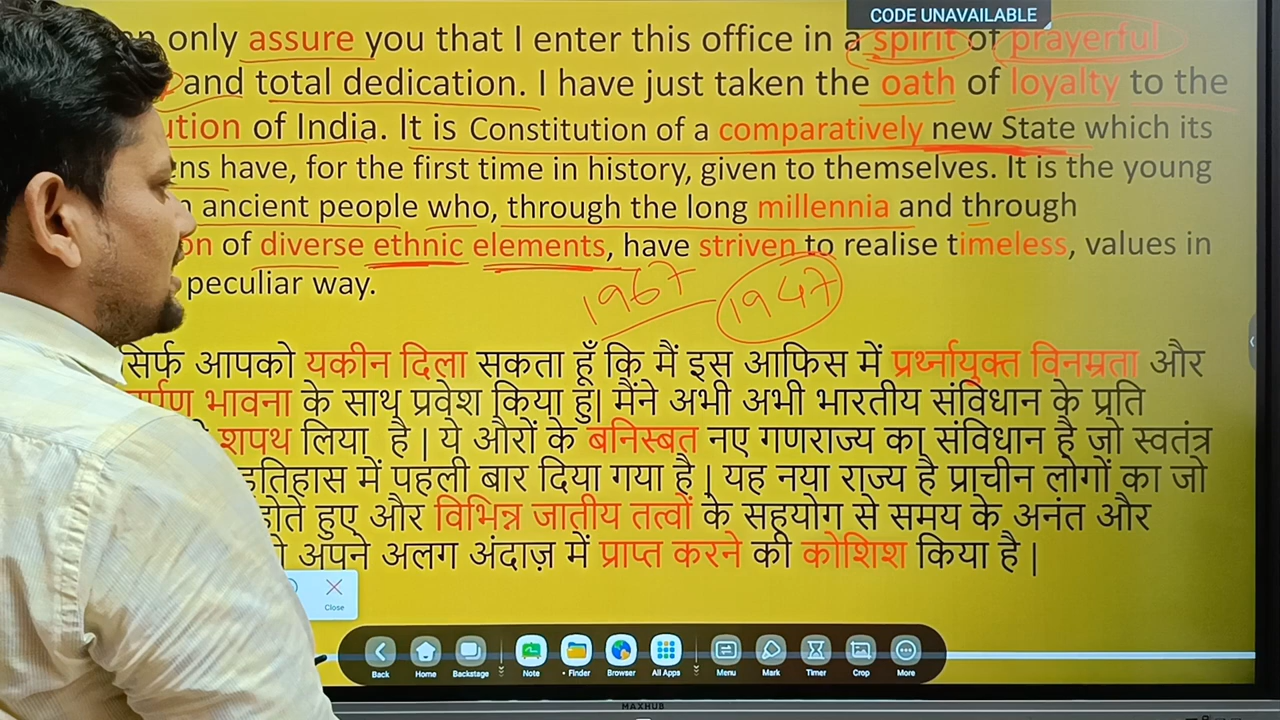 CODE UNAVAILABLE
only assure you that I enter this office in a spirit of prayerful
and total dedication. I have just taken the oath of loyalty to the
ution of India. It is Constitution of a comparatively new State which its
ens have, for the first time in history, given to themselves. It is the young
ancient people who, through the long millennia and through
on of diverse ethnic elements, have striven to realise timeless, values in
peculiar way.
1967 1947
सिर्फ आपको यकीन दिला सकता हूँ कि मैं इस आफिस में प्रर्थ्नायुक्त विनम्रता और
र्पण भावना के साथ प्रवेश किया हु| मैंने अभी अभी भारतीय संविधान के प्रति
शपथ लिया है | ये औरों के बनिस्बत नए गणराज्य का संविधान है जो स्वतंत्र
इतिहास में पहली बार दिया गया है | यह नया राज्य है प्राचीन लोगों का जो
होते हुए और विभिन्न जातीय तत्वों के सहयोग से समय के अनंत और
अपने अलग अंदाज़ में प्राप्त करने की कोशिश किया है |
Close
Back Home Backstage Note Finder Browser All Apps Menu Mark Timer Crop More
MAXHUB